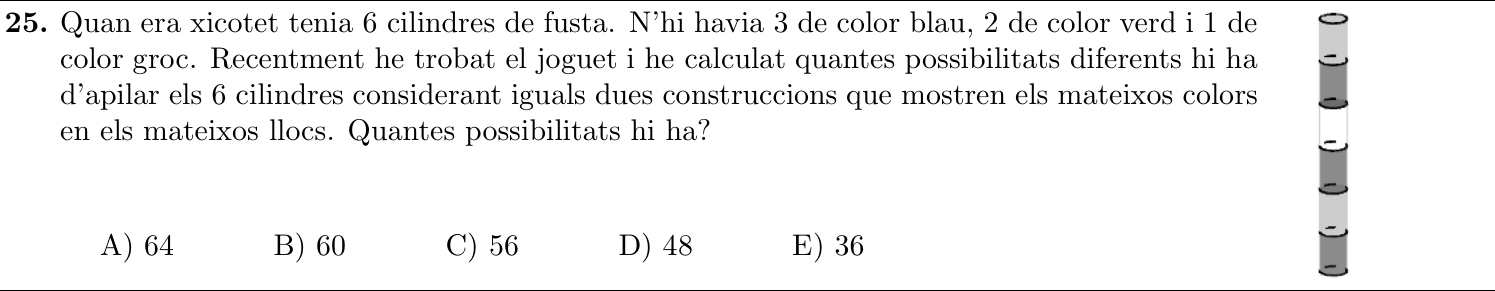 25. Quan era xicotet tenia 6 cilindres de fusta. N'hi havia 3 de color blau, 2 de color verd i 1 de
color groc. Recentment he trobat el joguet i he calculat quantes possibilitats diferents hi ha
d'apilar els 6 cilindres considerant iguals dues construccions que mostren els mateixos colors
en els mateixos llocs. Quantes possibilitats hi ha?
A) 64 B) 60 C) 56 D) 48 E) 36